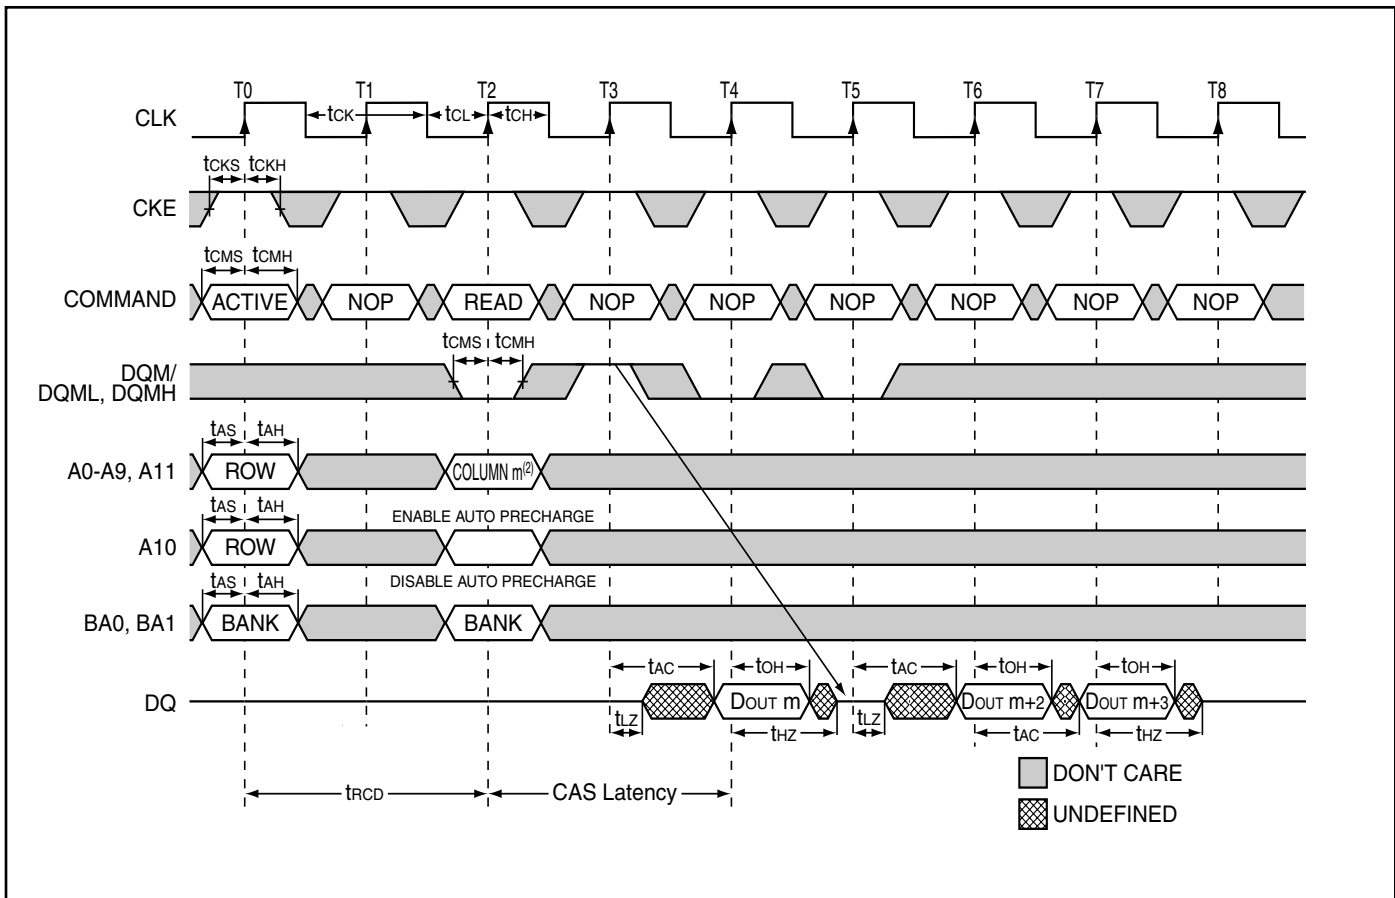 T0 T1 T2 T3 T4 T5 T6 T7 T8
CLK tCK tCL tCH
tCKS tCKH
CKE
tCMS tCMH
COMMAND ACTIVE NOP READ NOP NOP NOP NOP NOP NOP
tCMS tCMH
DQM/
DQML, DQMH
tAS tAH
A0-A9, A11 ROW COLUMN m(2)
tAS tAH ENABLE AUTO PRECHARGE
A10 ROW
tAS tAH DISABLE AUTO PRECHARGE
BA0, BA1 BANK BANK
tAC tOH tAC tOH tOH
DQ DOUT m DOUT m+2 DOUT m+3
tLZ tHZ tLZ tAC tHZ
DON'T CARE
tRCD CAS Latency
UNDEFINED